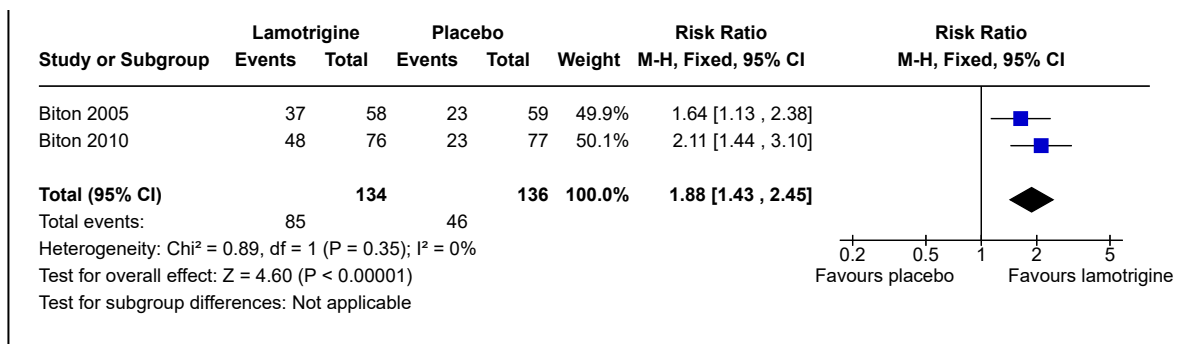 Lamotrigine Placebo Risk Ratio Risk Ratio
Study or Subgroup Events Total Events Total Weight M-H, Fixed, 95% CI M-H, Fixed, 95% CI
Biton 2005 37 58 23 59 49.9% 1.64 [1.13 , 2.38]
Biton 2010 48 76 23 77 50.1% 2.11 [1.44 , 3.10]
Total (95% CI) 134 136 100.0% 1.88 [1.43 , 2.45]
Total events: 85 46
Heterogeneity: Chi² = 0.89, df = 1 (P = 0.35); I² = 0%
0.2 0.5 1 2 5
Test for overall effect: Z = 4.60 (P < 0.00001)
Favours placebo Favours lamotrigine
Test for subgroup differences: Not applicable